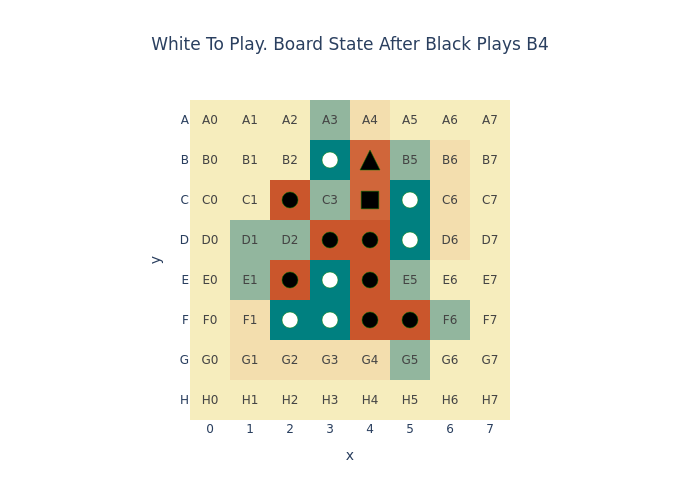 White To Play. Board State After Black Plays B4
A A0 A1 A2 A3 A4 A5 A6 A7
B B0 B1 B2 B5 B6 B7
C C0 C1 C3 C6 C7
y
D D0 D1 D2 D6 D7
E E0 E1 E5 E6 E7
F F0 F1 F6 F7
G G0 G1 G2 G3 G4 G5 G6 G7
H H0 H1 H2 H3 H4 H5 H6 H7
0 1 2 3 4 5 6 7
x